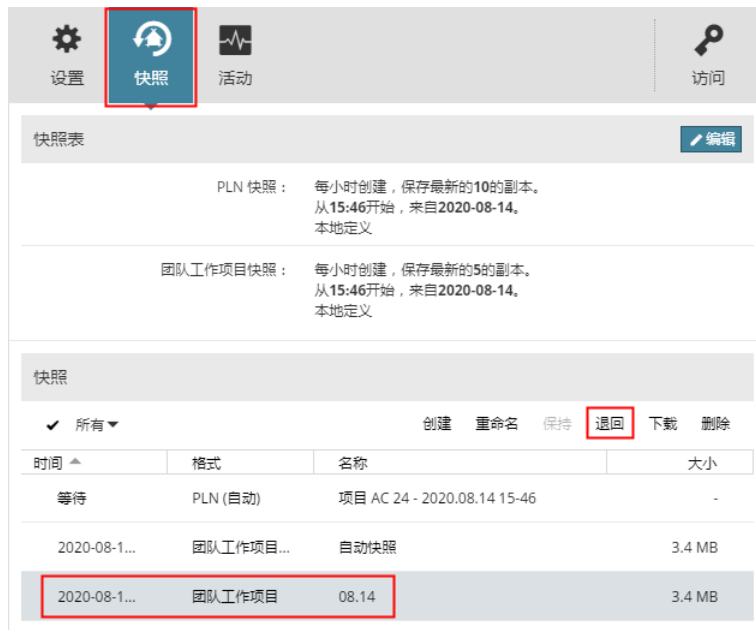 设置 快照 活动 访问
快照表 编辑
PLN 快照： 每小时创建，保存最新的10的副本。
从15:46开始，来自2020-08-14。
本地定义
团队工作项目快照： 每小时创建，保存最新的5的副本。
从15:46开始，来自2020-08-14。
本地定义
快照
所有 创建 重命名 保持 退回 下载 删除
时间 格式 名称 大小
等待 PLN (自动) 项目 AC 24 - 2020.08.14 15-46 -
2020-08-1... 团队工作项目... 自动快照 3.4 MB
2020-08-1... 团队工作项目 08.14 3.4 MB